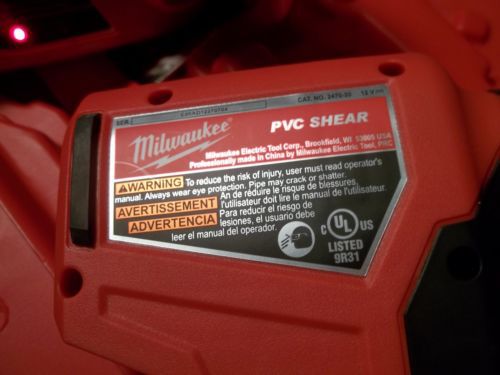 SER.
CAT. NO. 2470-20 12 V
Milwaukee
PVC SHEAR
Milwaukee Electric Tool Corp., Brookfield, WI 53005 USA
Professionally made in China by Milwaukee Electric Tool, PRC
WARNING To reduce the risk of injury, user must read operator's
manual. Always wear eye protection. Pipe may crack or shatter.
AVERTISSEMENT An de réduire le risque de blessures,
l'utilisateur doit lire le manuel de l'utilisateur.
ADVERTENCIA Para reducir el riesgo de
lesiones, el usuario debe
leer el manual del operador.
C UL US
LISTED
9R31